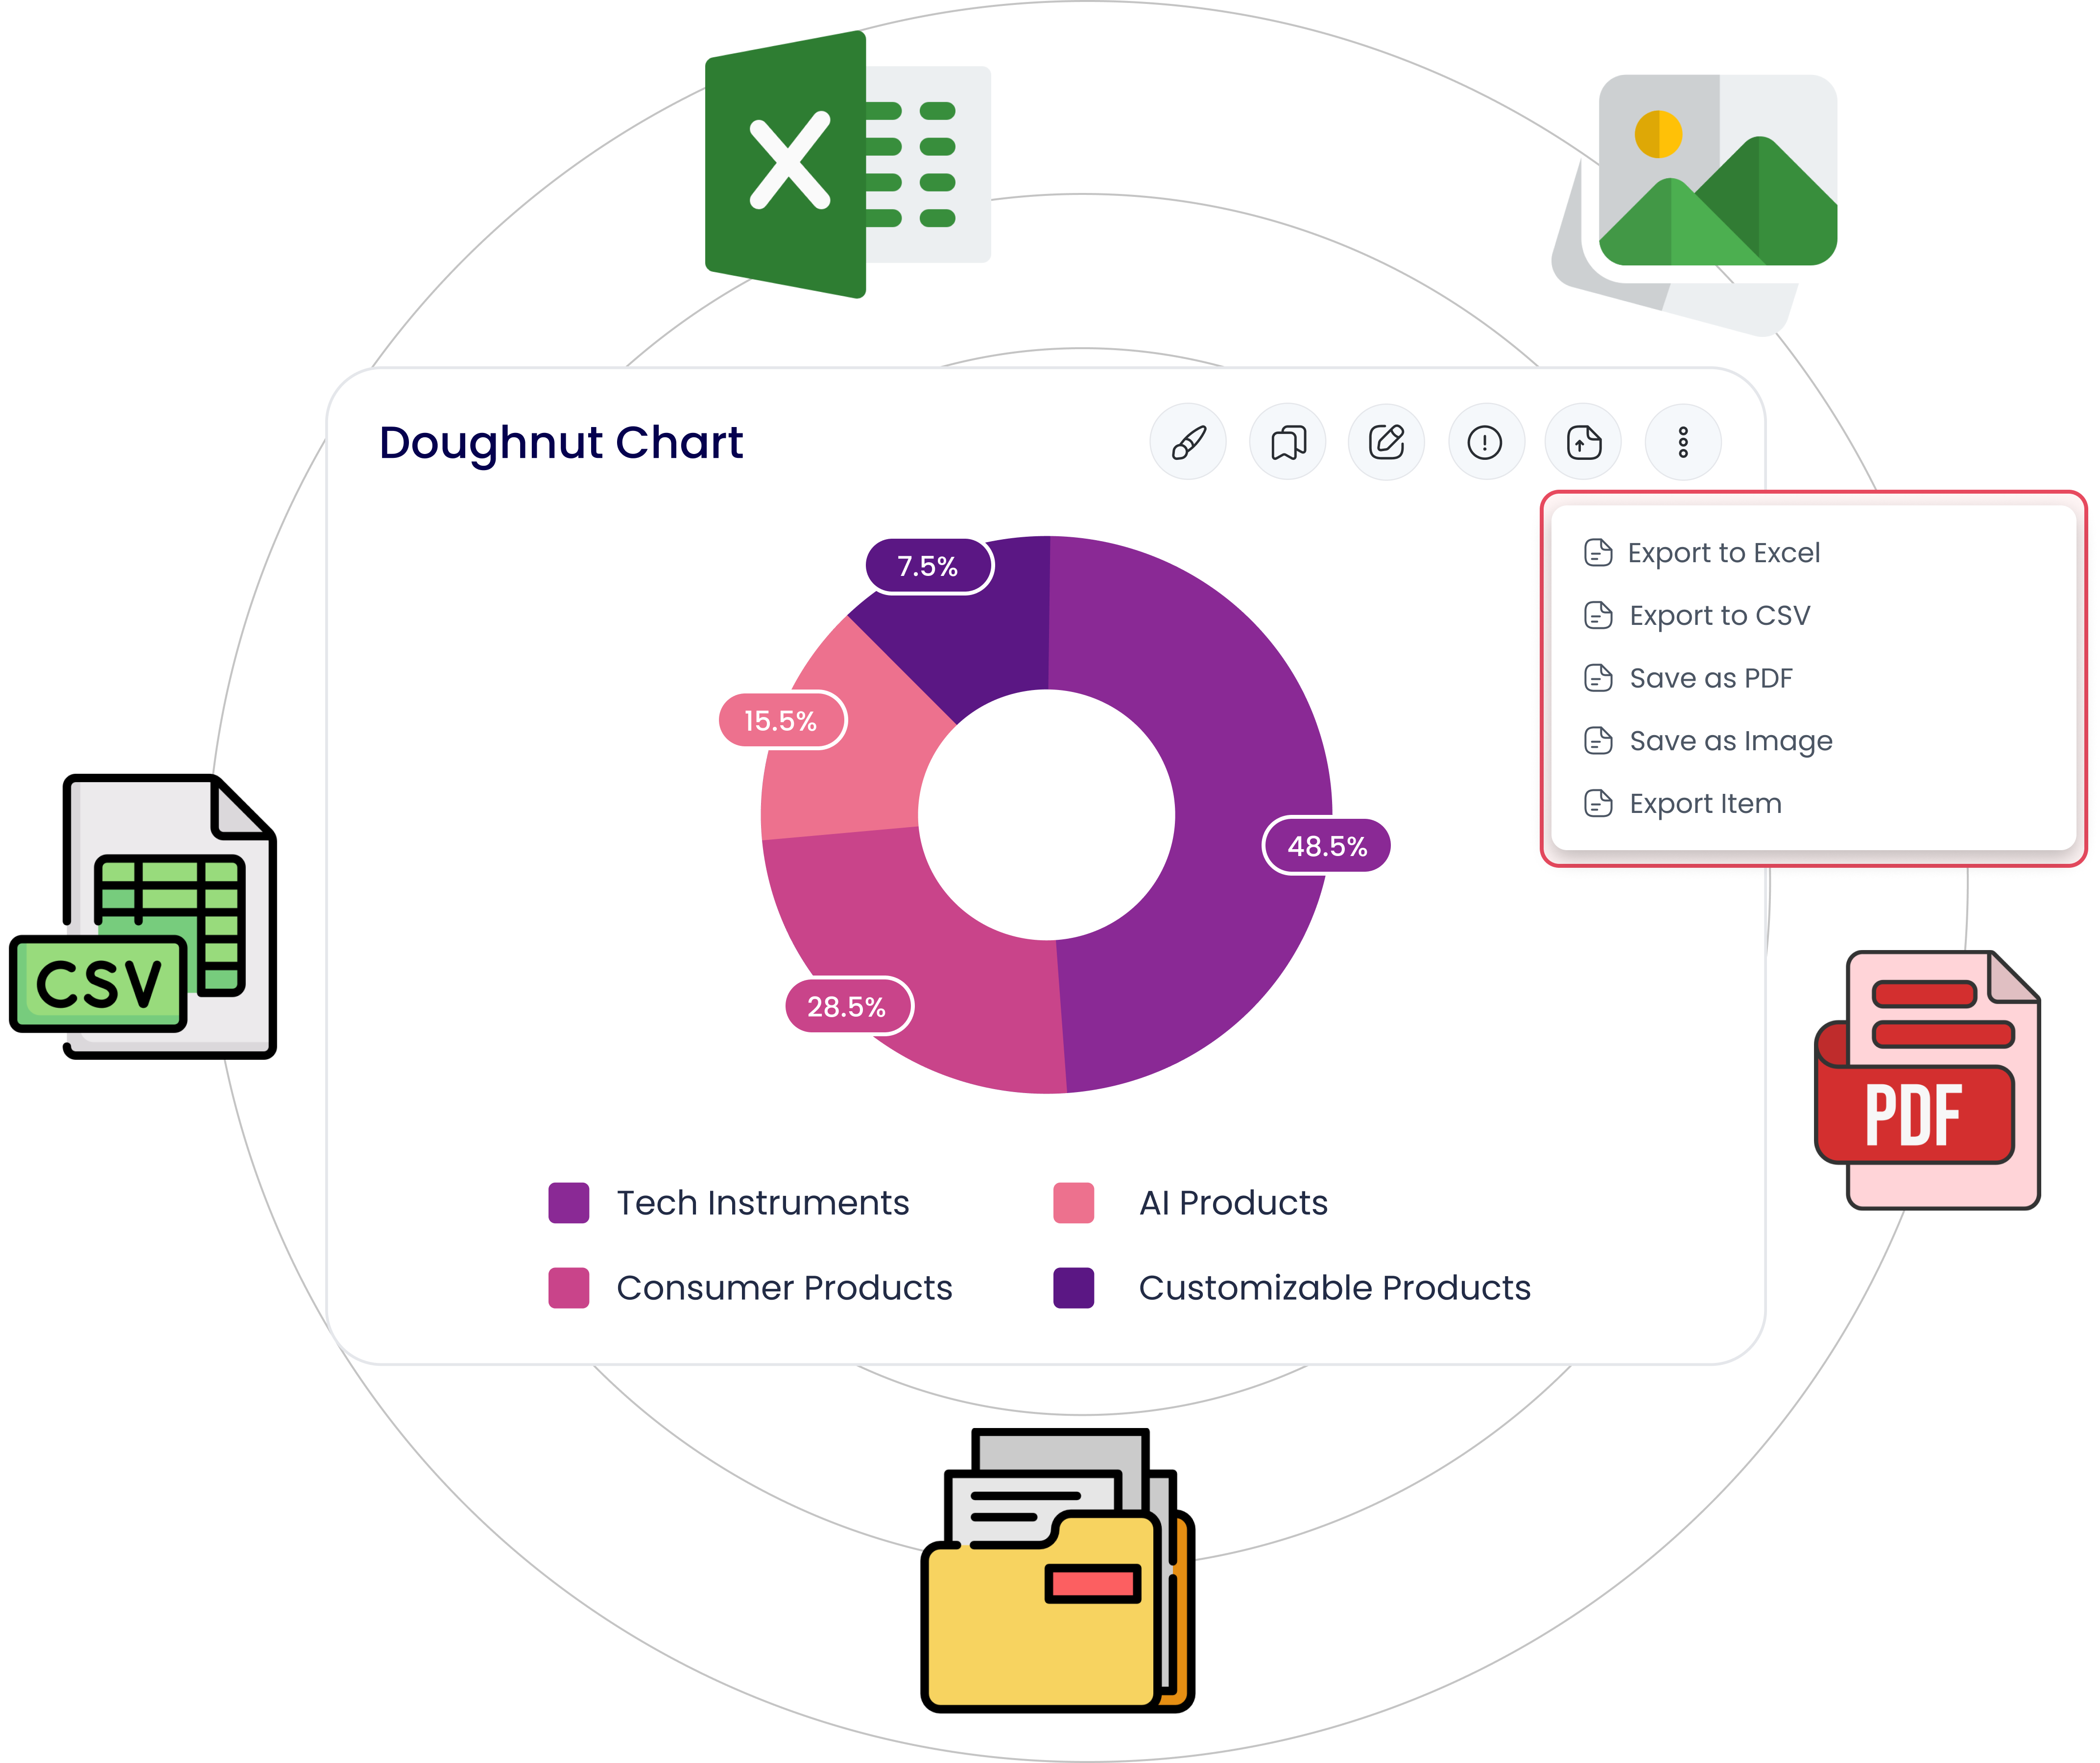 X
Doughnut Chart
Export to Excel
Export to CSV
Save as PDF
Save as Image
Export Item
7.5%
15.5%
48.5%
28.5%
CSV
PDF
Tech Instruments
AI Products
Consumer Products
Customizable Products